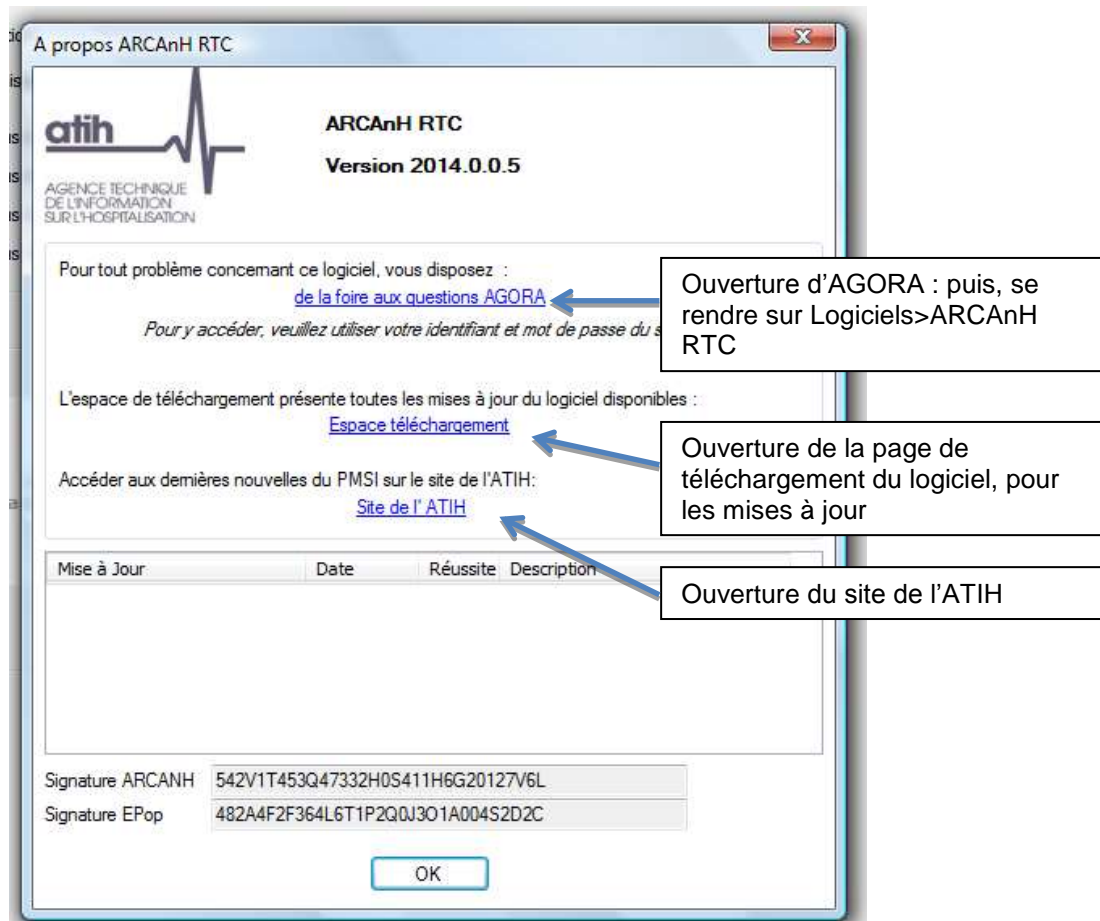 A propos ARCAnH RTC
atih
AGENCE TECHNIQUE
DE L'INFORMATION
SUR L'HOSPITALISATION
ARCAnH RTC
Version 2014.0.0.5
Pour tout problème concernant ce logiciel, vous disposez :
de la foire aux questions AGORA
Pour y accéder, veuillez utiliser votre identifiant et mot de passe du
Ouverture d'AGORA : puis, se
rendre sur Logiciels>ARCAnH
RTC
L'espace de téléchargement présente toutes les mises à jour du logiciel disponibles :
Espace téléchargement
Ouverture de la page de
téléchargement du logiciel, pour
les mises à jour
Accéder aux dernières nouvelles du PMSI sur le site de l'ATIH:
Site de l' ATIH
Ouverture du site de l'ATIH
Mise à Jour Date Réussite Description
Signature ARCANH 542V1T453Q47332H0S411H6G20127V6L
Signature EPop 482A4F2F364L6T1P2Q0J3O1A004S2D2C
OK